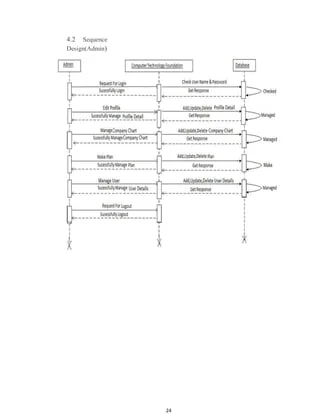 4.2 Sequence
Design(Admin)
Admin ComputerTechnology Foundation Database
Request For Login Check User Name & Password
Sucessfully Login Get Response Checked
Edit Profilla Add,Update,Delete Profile Detail
Sucessfully Manage Profile Detail Get Response Managed
Manage Company Chart Add,Update,Delete Company Chart
Sucessfully Manage Company Chart Get Response Managed
Make Plan Add,Update,Delete Plan
Sucessfully Manage Plan Get Response Make
Manage User Add,Update,Delete User Details
Sucessfully Manage User Details Get Response Managed
Request For Logout
Sucessfully Logout
24